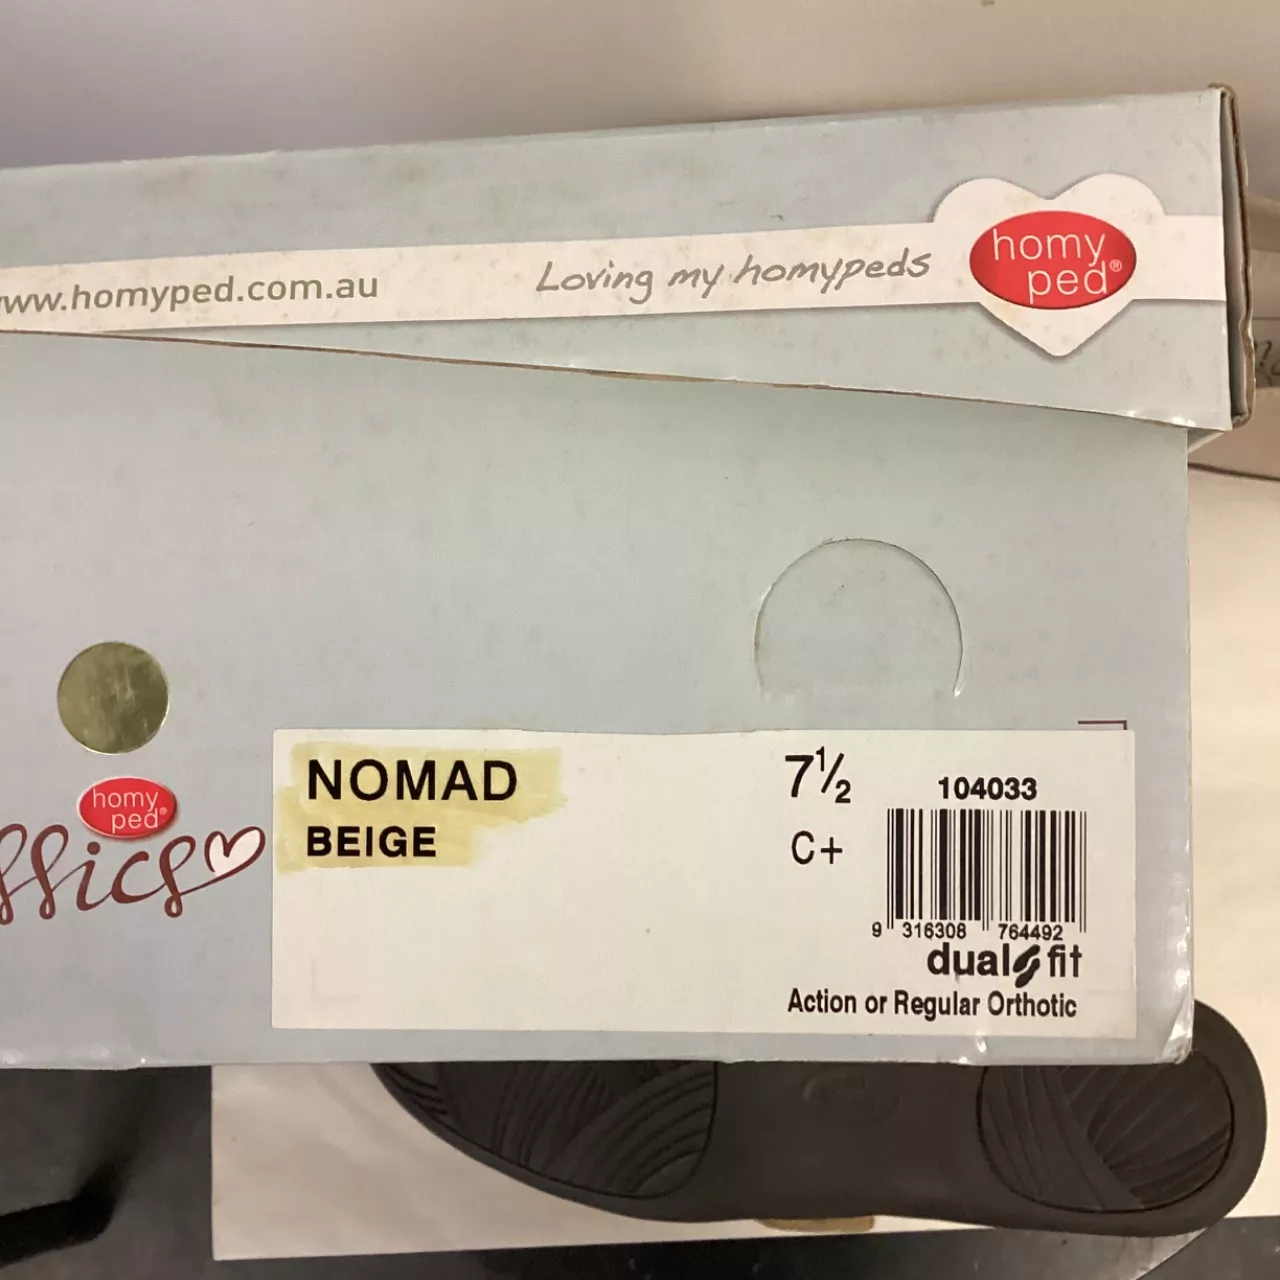 www.homyped.com.au
Loving my homypeds
homy
ped®
homy
ped®
NOMAD
BEIGE
7½
C+
104033
9 316308 764492
dual fit
Action or Regular Orthotic